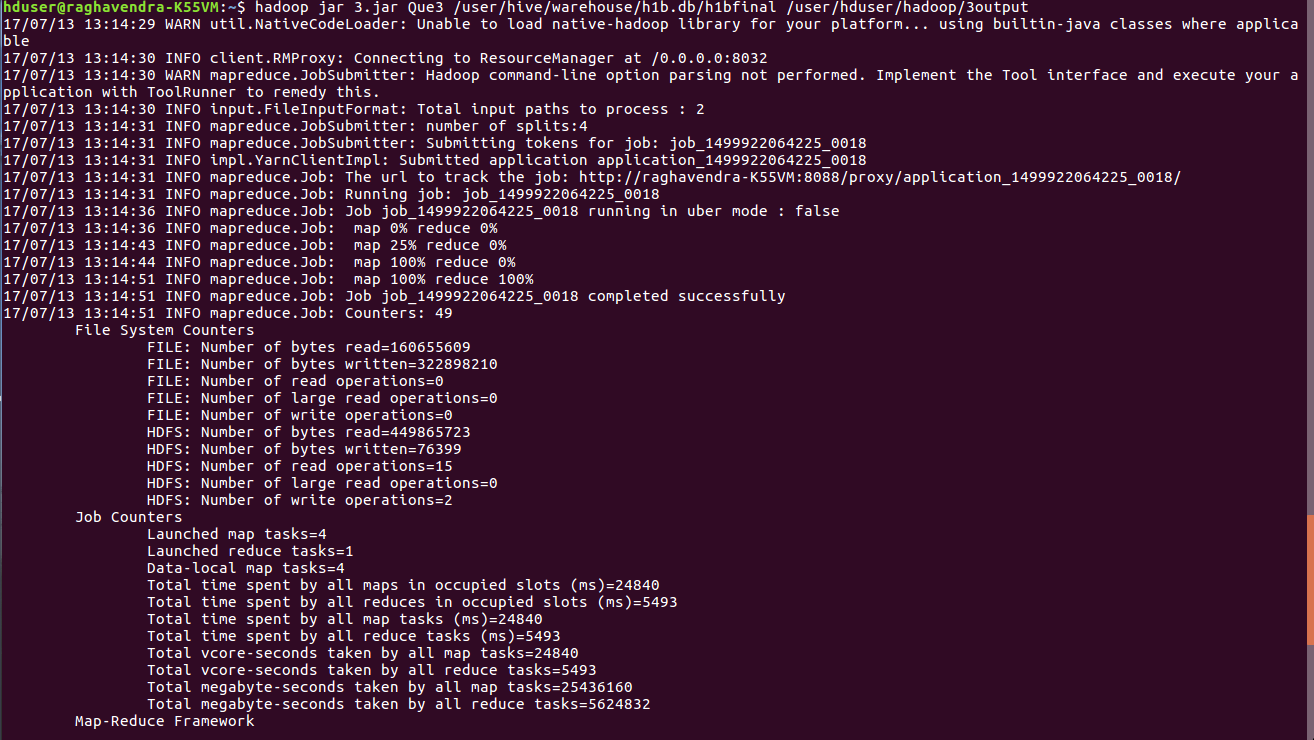 hduser@raghavendra-K55VM:~$ hadoop jar 3.jar Que3 /user/hive/warehouse/h1b.db/h1bfinal /user/hduser/hadoop/3output
17/07/13 13:14:29 WARN util.NativeCodeLoader: Unable to load native-hadoop library for your platform... using builtin-java classes where applica
ble
17/07/13 13:14:30 INFO client.RMProxy: Connecting to ResourceManager at /0.0.0.0:8032
17/07/13 13:14:30 WARN mapreduce.JobSubmitter: Hadoop command-line option parsing not performed. Implement the Tool interface and execute your a
pplication with ToolRunner to remedy this.
17/07/13 13:14:30 INFO input.FileInputFormat: Total input paths to process : 2
17/07/13 13:14:31 INFO mapreduce.JobSubmitter: number of splits:4
17/07/13 13:14:31 INFO mapreduce.JobSubmitter: Submitting tokens for job: job_1499922064225_0018
17/07/13 13:14:31 INFO impl.YarnClientImpl: Submitted application application_1499922064225_0018
17/07/13 13:14:31 INFO mapreduce.Job: The url to track the job: http://raghavendra-K55VM:8088/proxy/application_1499922064225_0018/
17/07/13 13:14:31 INFO mapreduce.Job: Running job: job_1499922064225_0018
17/07/13 13:14:36 INFO mapreduce.Job: Job job_1499922064225_0018 running in uber mode : false
17/07/13 13:14:36 INFO mapreduce.Job:  map 0% reduce 0%
17/07/13 13:14:43 INFO mapreduce.Job:  map 25% reduce 0%
17/07/13 13:14:44 INFO mapreduce.Job:  map 100% reduce 0%
17/07/13 13:14:51 INFO mapreduce.Job:  map 100% reduce 100%
17/07/13 13:14:51 INFO mapreduce.Job: Job job_1499922064225_0018 completed successfully
17/07/13 13:14:51 INFO mapreduce.Job: Counters: 49
File System Counters
FILE: Number of bytes read=160655609
FILE: Number of bytes written=322898210
FILE: Number of read operations=0
FILE: Number of large read operations=0
FILE: Number of write operations=0
HDFS: Number of bytes read=449865723
HDFS: Number of bytes written=76399
HDFS: Number of read operations=15
HDFS: Number of large read operations=0
HDFS: Number of write operations=2
Job Counters
Launched map tasks=4
Launched reduce tasks=1
Data-local map tasks=4
Total time spent by all maps in occupied slots (ms)=24840
Total time spent by all reduces in occupied slots (ms)=5493
Total time spent by all map tasks (ms)=24840
Total time spent by all reduce tasks (ms)=5493
Total vcore-seconds taken by all map tasks=24840
Total vcore-seconds taken by all reduce tasks=5493
Total megabyte-seconds taken by all map tasks=25436160
Total megabyte-seconds taken by all reduce tasks=5624832
Map-Reduce Framework